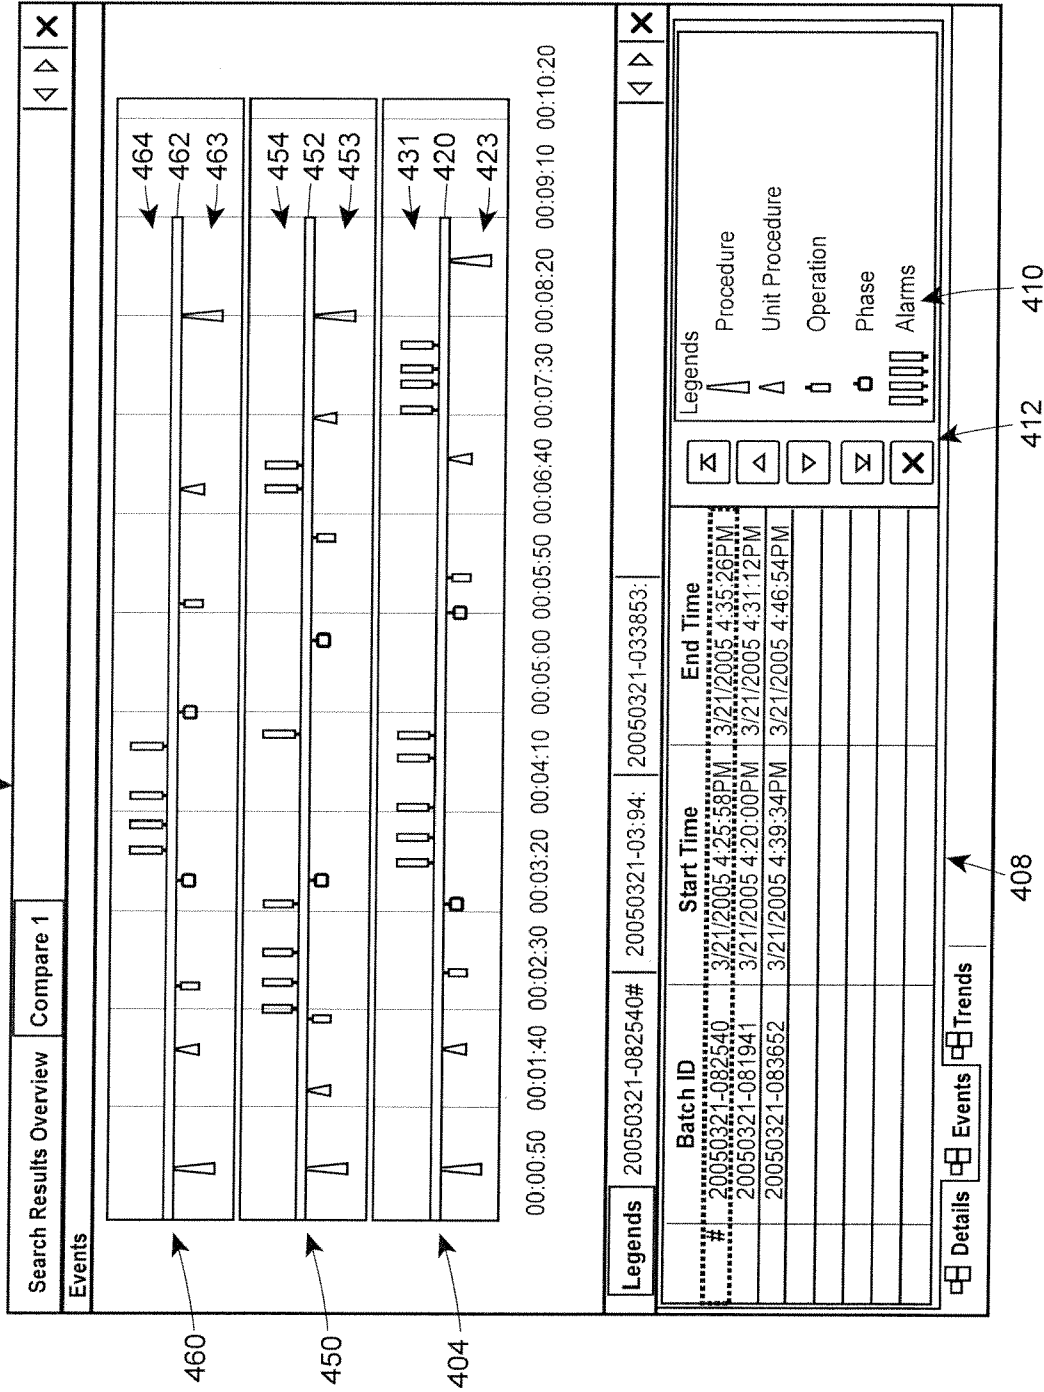 Search Results Overview
Compare 1
Events
464
462
463
454
452
453
431
420
423
460
450
404
00:00:50 00:01:40 00:02:30 00:03:20 00:04:10 00:05:00 00:05:50 00:06:40 00:07:30 00:08:20 00:09:10 00:10:20
Legends
20050321-082540#
20050321-03:94:
20050321-033853:
Batch ID
Start Time
End Time
# 20050321-082540 3/21/2005 4:25:58PM 3/21/2005 4:35:26PM
20050321-081941 3/21/2005 4:20:00PM 3/21/2005 4:31:12PM
20050321-083652 3/21/2005 4:39:34PM 3/21/2005 4:46:54PM
Legends
Procedure
Unit Procedure
Operation
Phase
Alarms
Details
Events
Trends
408
412
410